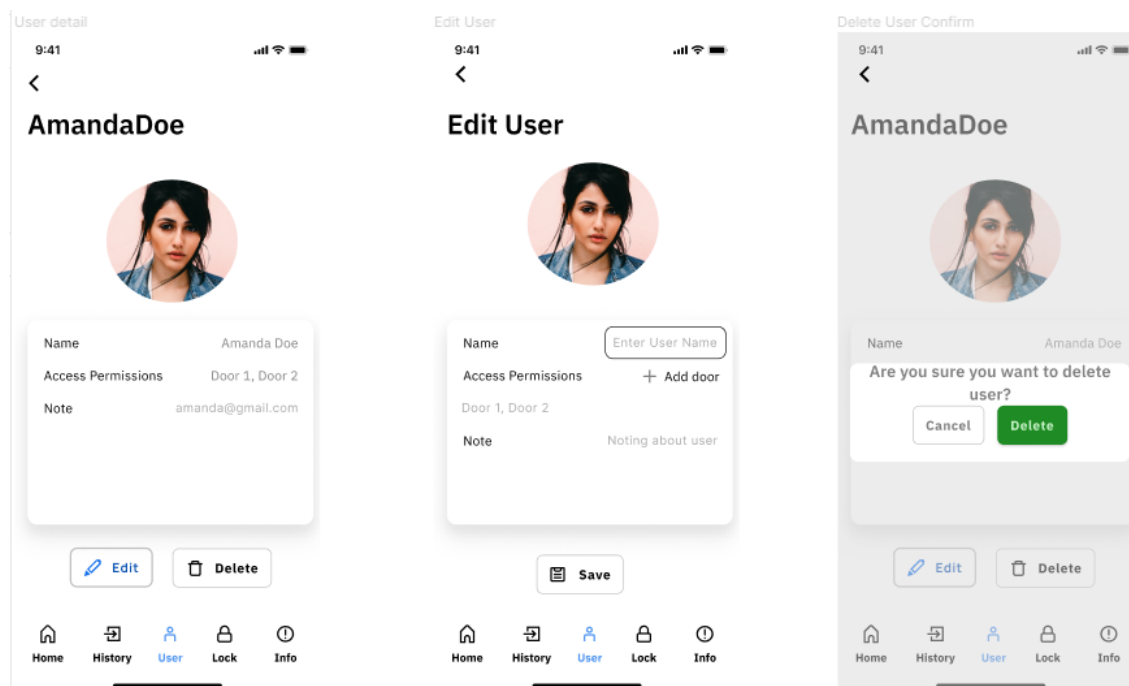 User detail
9:41
AmandaDoe
Name Amanda Doe
Access Permissions Door 1, Door 2
Note amanda@gmail.com
Edit Delete
Home History User Lock Info
Edit User
9:41
Edit User
Name Enter User Name
Access Permissions + Add door
Door 1, Door 2
Note Noting about user
Save
Home History User Lock Info
Delete User Confirm
9:41
AmandaDoe
Name Amanda Doe
Are you sure you want to delete
user?
Cancel Delete
Edit Delete
Home History User Lock Info